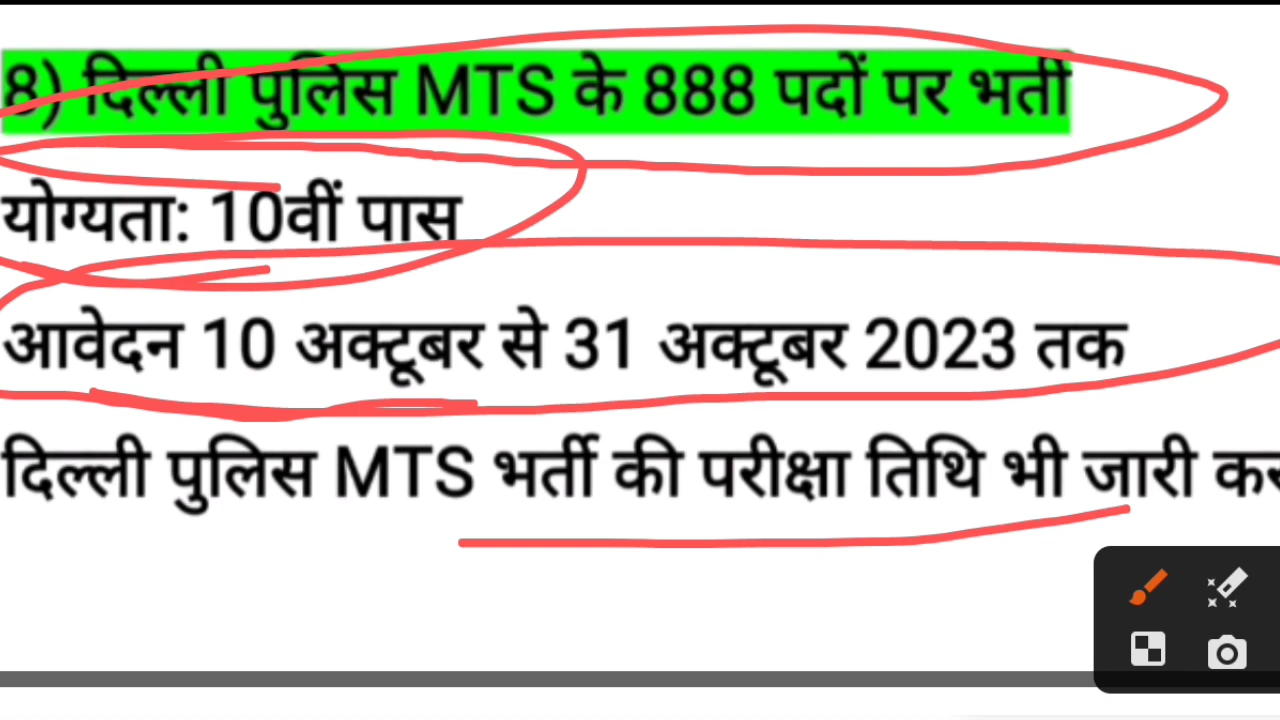 8) दिल्ली पुलिस MTS के 888 पदों पर भर्ती
योग्यता: 10वीं पास
आवेदन 10 अक्टूबर से 31 अक्टूबर 2023 तक
दिल्ली पुलिस MTS भर्ती की परीक्षा तिथि भी जारी